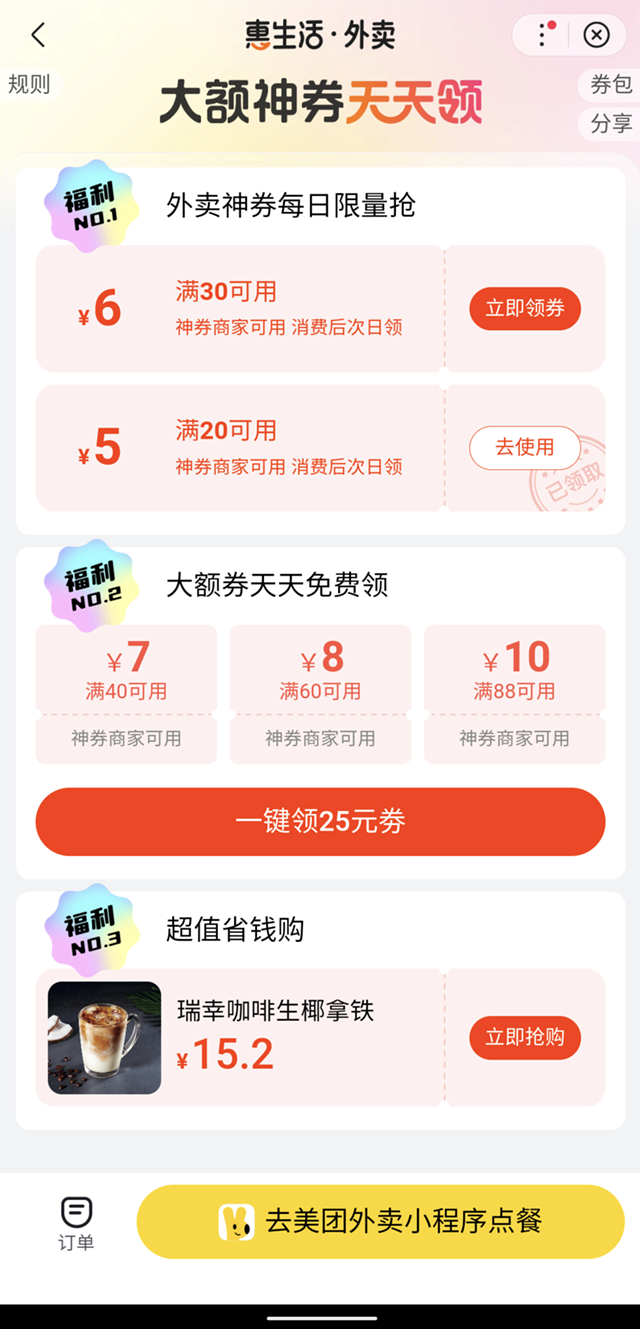 惠生活·外卖
规则
大额神券天天领
券包
分享
福利
NO.1
外卖神券每日限量抢
¥6
满30可用
神券商家可用 消费后次日领
立即领券
¥5
满20可用
神券商家可用 消费后次日领
去使用
已领取
福利
NO.2
大额券天天免费领
¥7
满40可用
神券商家可用
¥8
满60可用
神券商家可用
¥10
满88可用
神券商家可用
一键领25元券
福利
NO.3
超值省钱购
瑞幸咖啡生椰拿铁
¥15.2
立即抢购
订单
去美团外卖小程序点餐